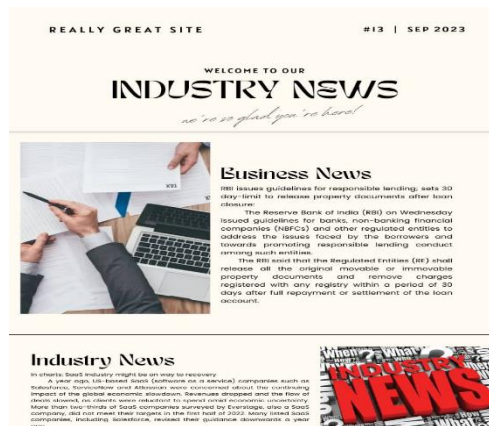 REALLY GREAT SITE
#13 | SEP 2023
WELCOME TO OUR
INDUSTRY NEWS
we're so glad you're here!
Business News
RBI issues guidelines for responsible lending; sets 30
day-limit to release property documents after loan
closure:
The Reserve Bank of India (RBI) on Wednesday
issued guidelines for banks, non-banking financial
companies (NBFCs) and other regulated entities to
address the issues faced by the borrowers and
towards promoting responsible lending conduct
among such entities.
The RBI said that the Regulated Entities (RE) shall
release all the original movable or immovable
property documents and remove charges
registered with any registry within a period of 30
days after full repayment or settlement of the loan
account.
Industry News
In charts: SaaS industry might be on way to recovery
A year ago, US-based SaaS (software as a service) companies such as
Salesforce, ServiceNow and Atlassian were concerned about the continuing
impact of the global economic slowdown. Revenues dropped and the flow of
deals slowed, as clients were reluctant to spend amid economic uncertainty.
More than two-thirds of SaaS companies surveyed by Everstage, also a SaaS
company, did not meet their targets in the first half of 2022. Many listed SaaS
companies, including Salesforce, revised their guidance downwards a year
INDUSTRY
NEWS